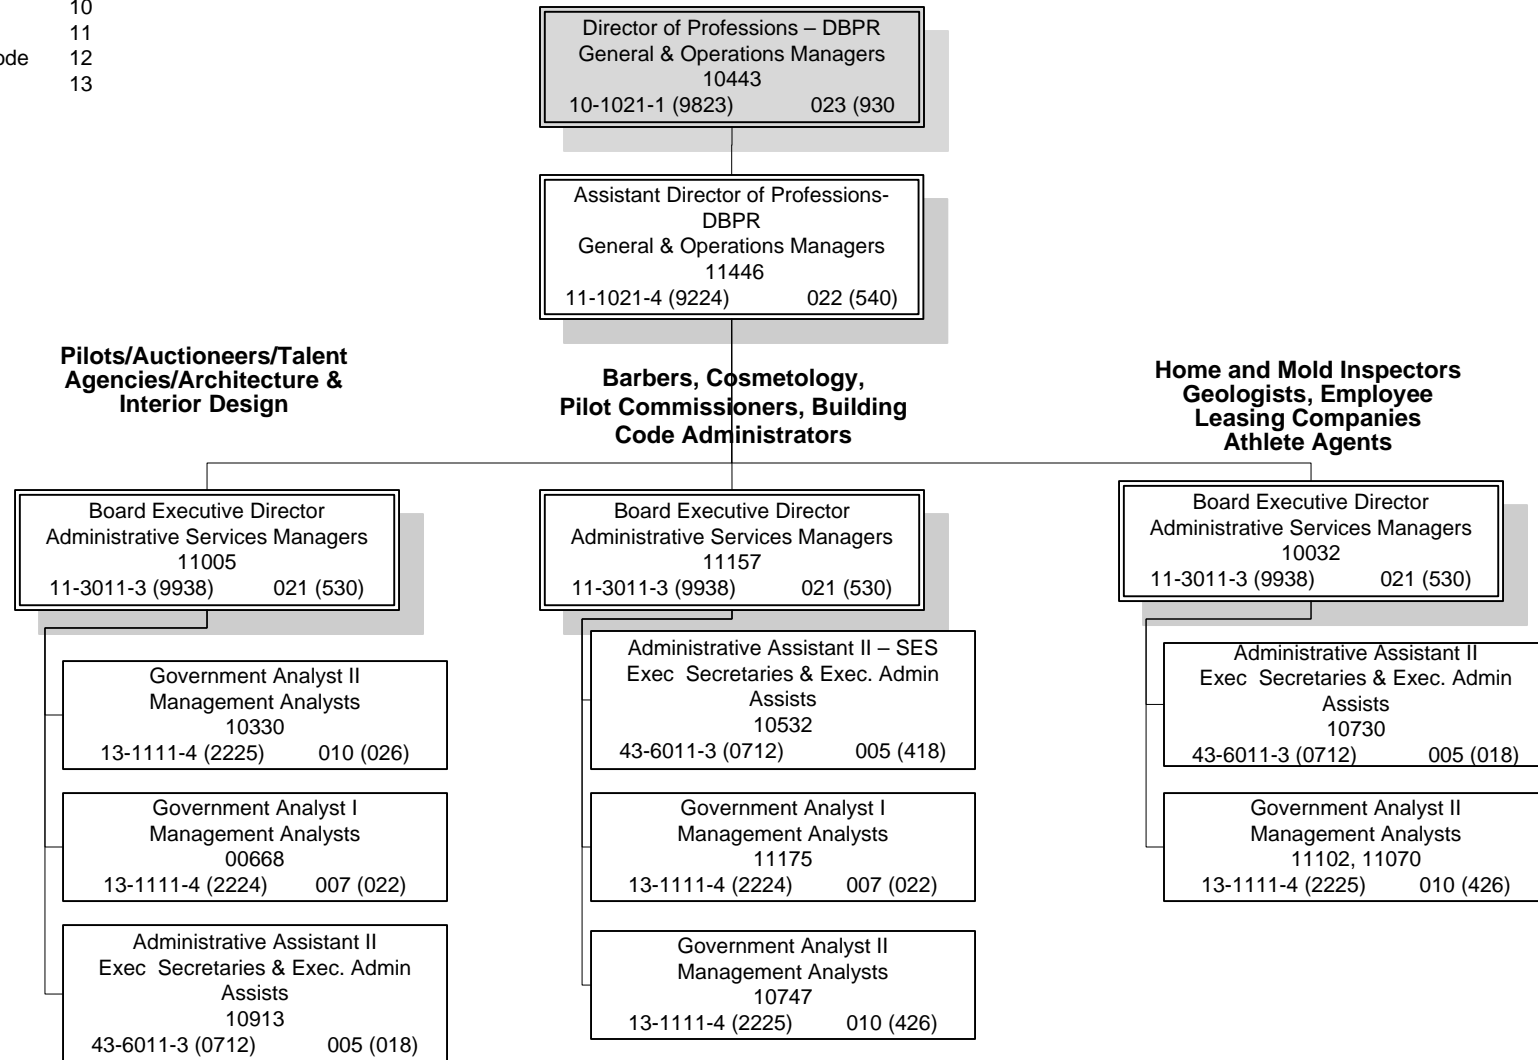 10
11
ode 12
13
Director of Professions – DBPR
General & Operations Managers
10443
10-1021-1 (9823) 023 (930
Assistant Director of Professions-
DBPR
General & Operations Managers
11446
11-1021-4 (9224) 022 (540)
Pilots/Auctioneers/Talent
Agencies/Architecture &
Interior Design
Barbers, Cosmetology,
Pilot Commissioners, Building
Code Administrators
Home and Mold Inspectors
Geologists, Employee
Leasing Companies
Athlete Agents
Board Executive Director
Administrative Services Managers
11005
11-3011-3 (9938) 021 (530)
Government Analyst II
Management Analysts
10330
13-1111-4 (2225) 010 (026)
Government Analyst I
Management Analysts
00668
13-1111-4 (2224) 007 (022)
Administrative Assistant II
Exec Secretaries & Exec. Admin
Assists
10913
43-6011-3 (0712) 005 (018)
Board Executive Director
Administrative Services Managers
11157
11-3011-3 (9938) 021 (530)
Administrative Assistant II – SES
Exec Secretaries & Exec. Admin
Assists
10532
43-6011-3 (0712) 005 (418)
Government Analyst I
Management Analysts
11175
13-1111-4 (2224) 007 (022)
Government Analyst II
Management Analysts
10747
13-1111-4 (2225) 010 (426)
Board Executive Director
Administrative Services Managers
10032
11-3011-3 (9938) 021 (530)
Administrative Assistant II
Exec Secretaries & Exec. Admin
Assists
10730
43-6011-3 (0712) 005 (018)
Government Analyst II
Management Analysts
11102, 11070
13-1111-4 (2225) 010 (426)